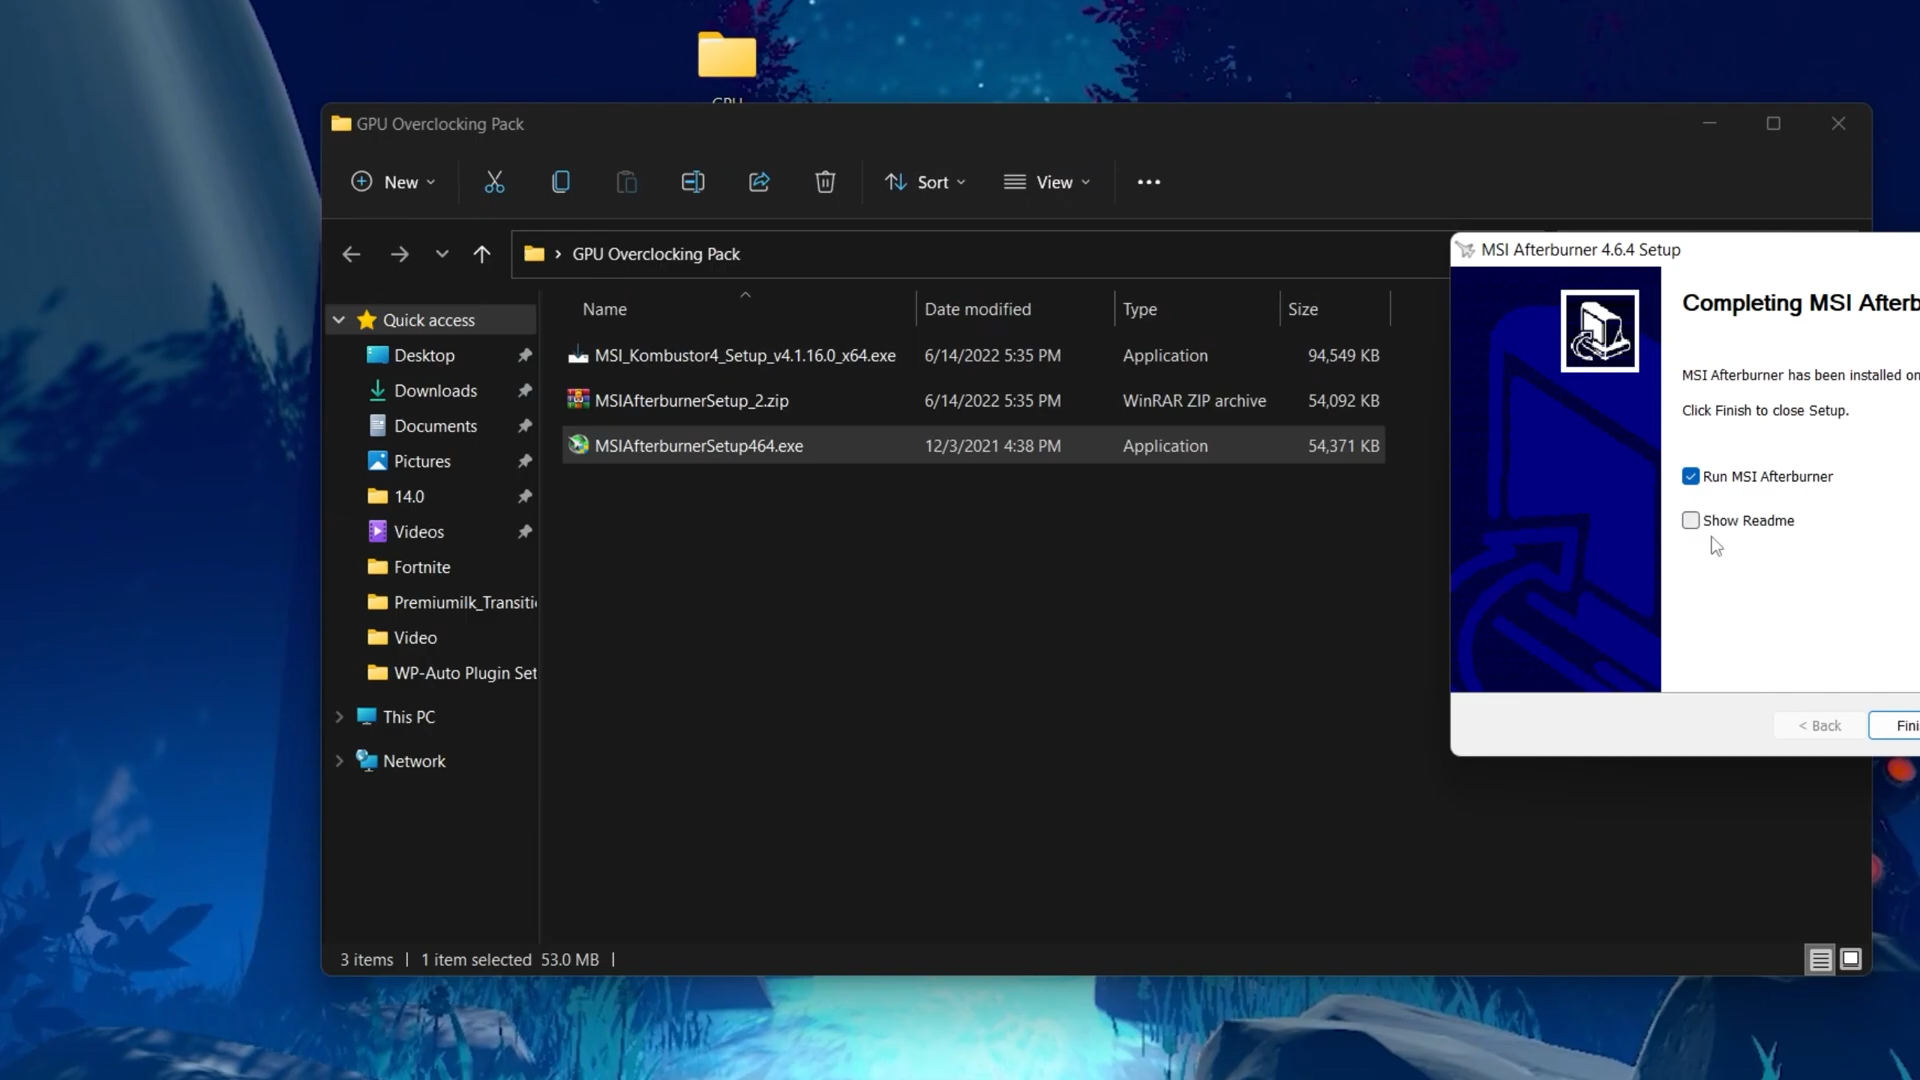 GPU Overclocking Pack
New
Sort
View
GPU Overclocking Pack
MSI Afterburner 4.6.4 Setup
Name
Date modified
Type
Size
MSI_Kombustor4_Setup_v4.1.16.0_x64.exe 6/14/2022 5:35 PM Application 94,549 KB
MSIAfterburnerSetup_2.zip 6/14/2022 5:35 PM WinRAR ZIP archive 54,092 KB
MSIAfterburnerSetup464.exe 12/3/2021 4:38 PM Application 54,371 KB
Quick access
Desktop
Downloads
Documents
Pictures
14.0
Videos
Fortnite
Premiumilk_Transiti
Video
WP-Auto Plugin Set
This PC
Network
Completing MSI Afterb
MSI Afterburner has been installed on
Click Finish to close Setup.
Run MSI Afterburner
Show Readme
< Back
Fini
3 items
1 item selected 53.0 MB